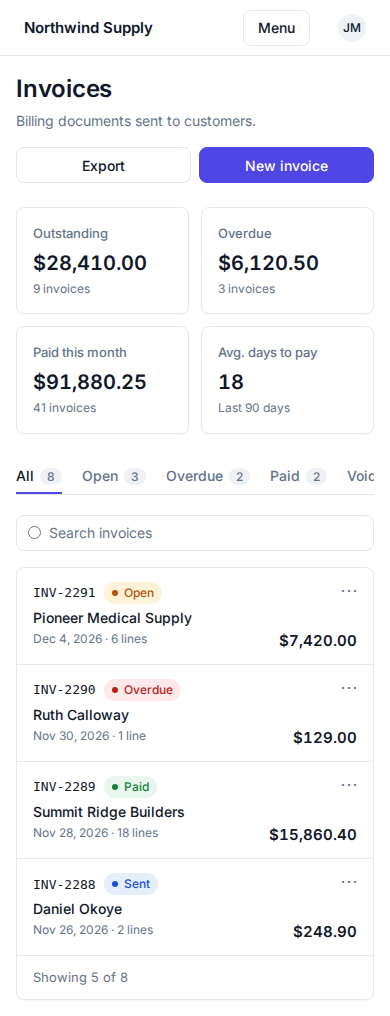 Northwind Supply
Menu
JM
Invoices
Billing documents sent to customers.
Export
New invoice
Outstanding
$28,410.00
9 invoices
Overdue
$6,120.50
3 invoices
Paid this month
$91,880.25
41 invoices
Avg. days to pay
18
Last 90 days
All 8 Open 3 Overdue 2 Paid 2 Void
Search invoices
INV-2291 Open ...
Pioneer Medical Supply
Dec 4, 2026 · 6 lines
$7,420.00
INV-2290 Overdue ...
Ruth Calloway
Nov 30, 2026 · 1 line
$129.00
INV-2289 Paid ...
Summit Ridge Builders
Nov 28, 2026 · 18 lines
$15,860.40
INV-2288 Sent ...
Daniel Okoye
Nov 26, 2026 · 2 lines
$248.90
Showing 5 of 8